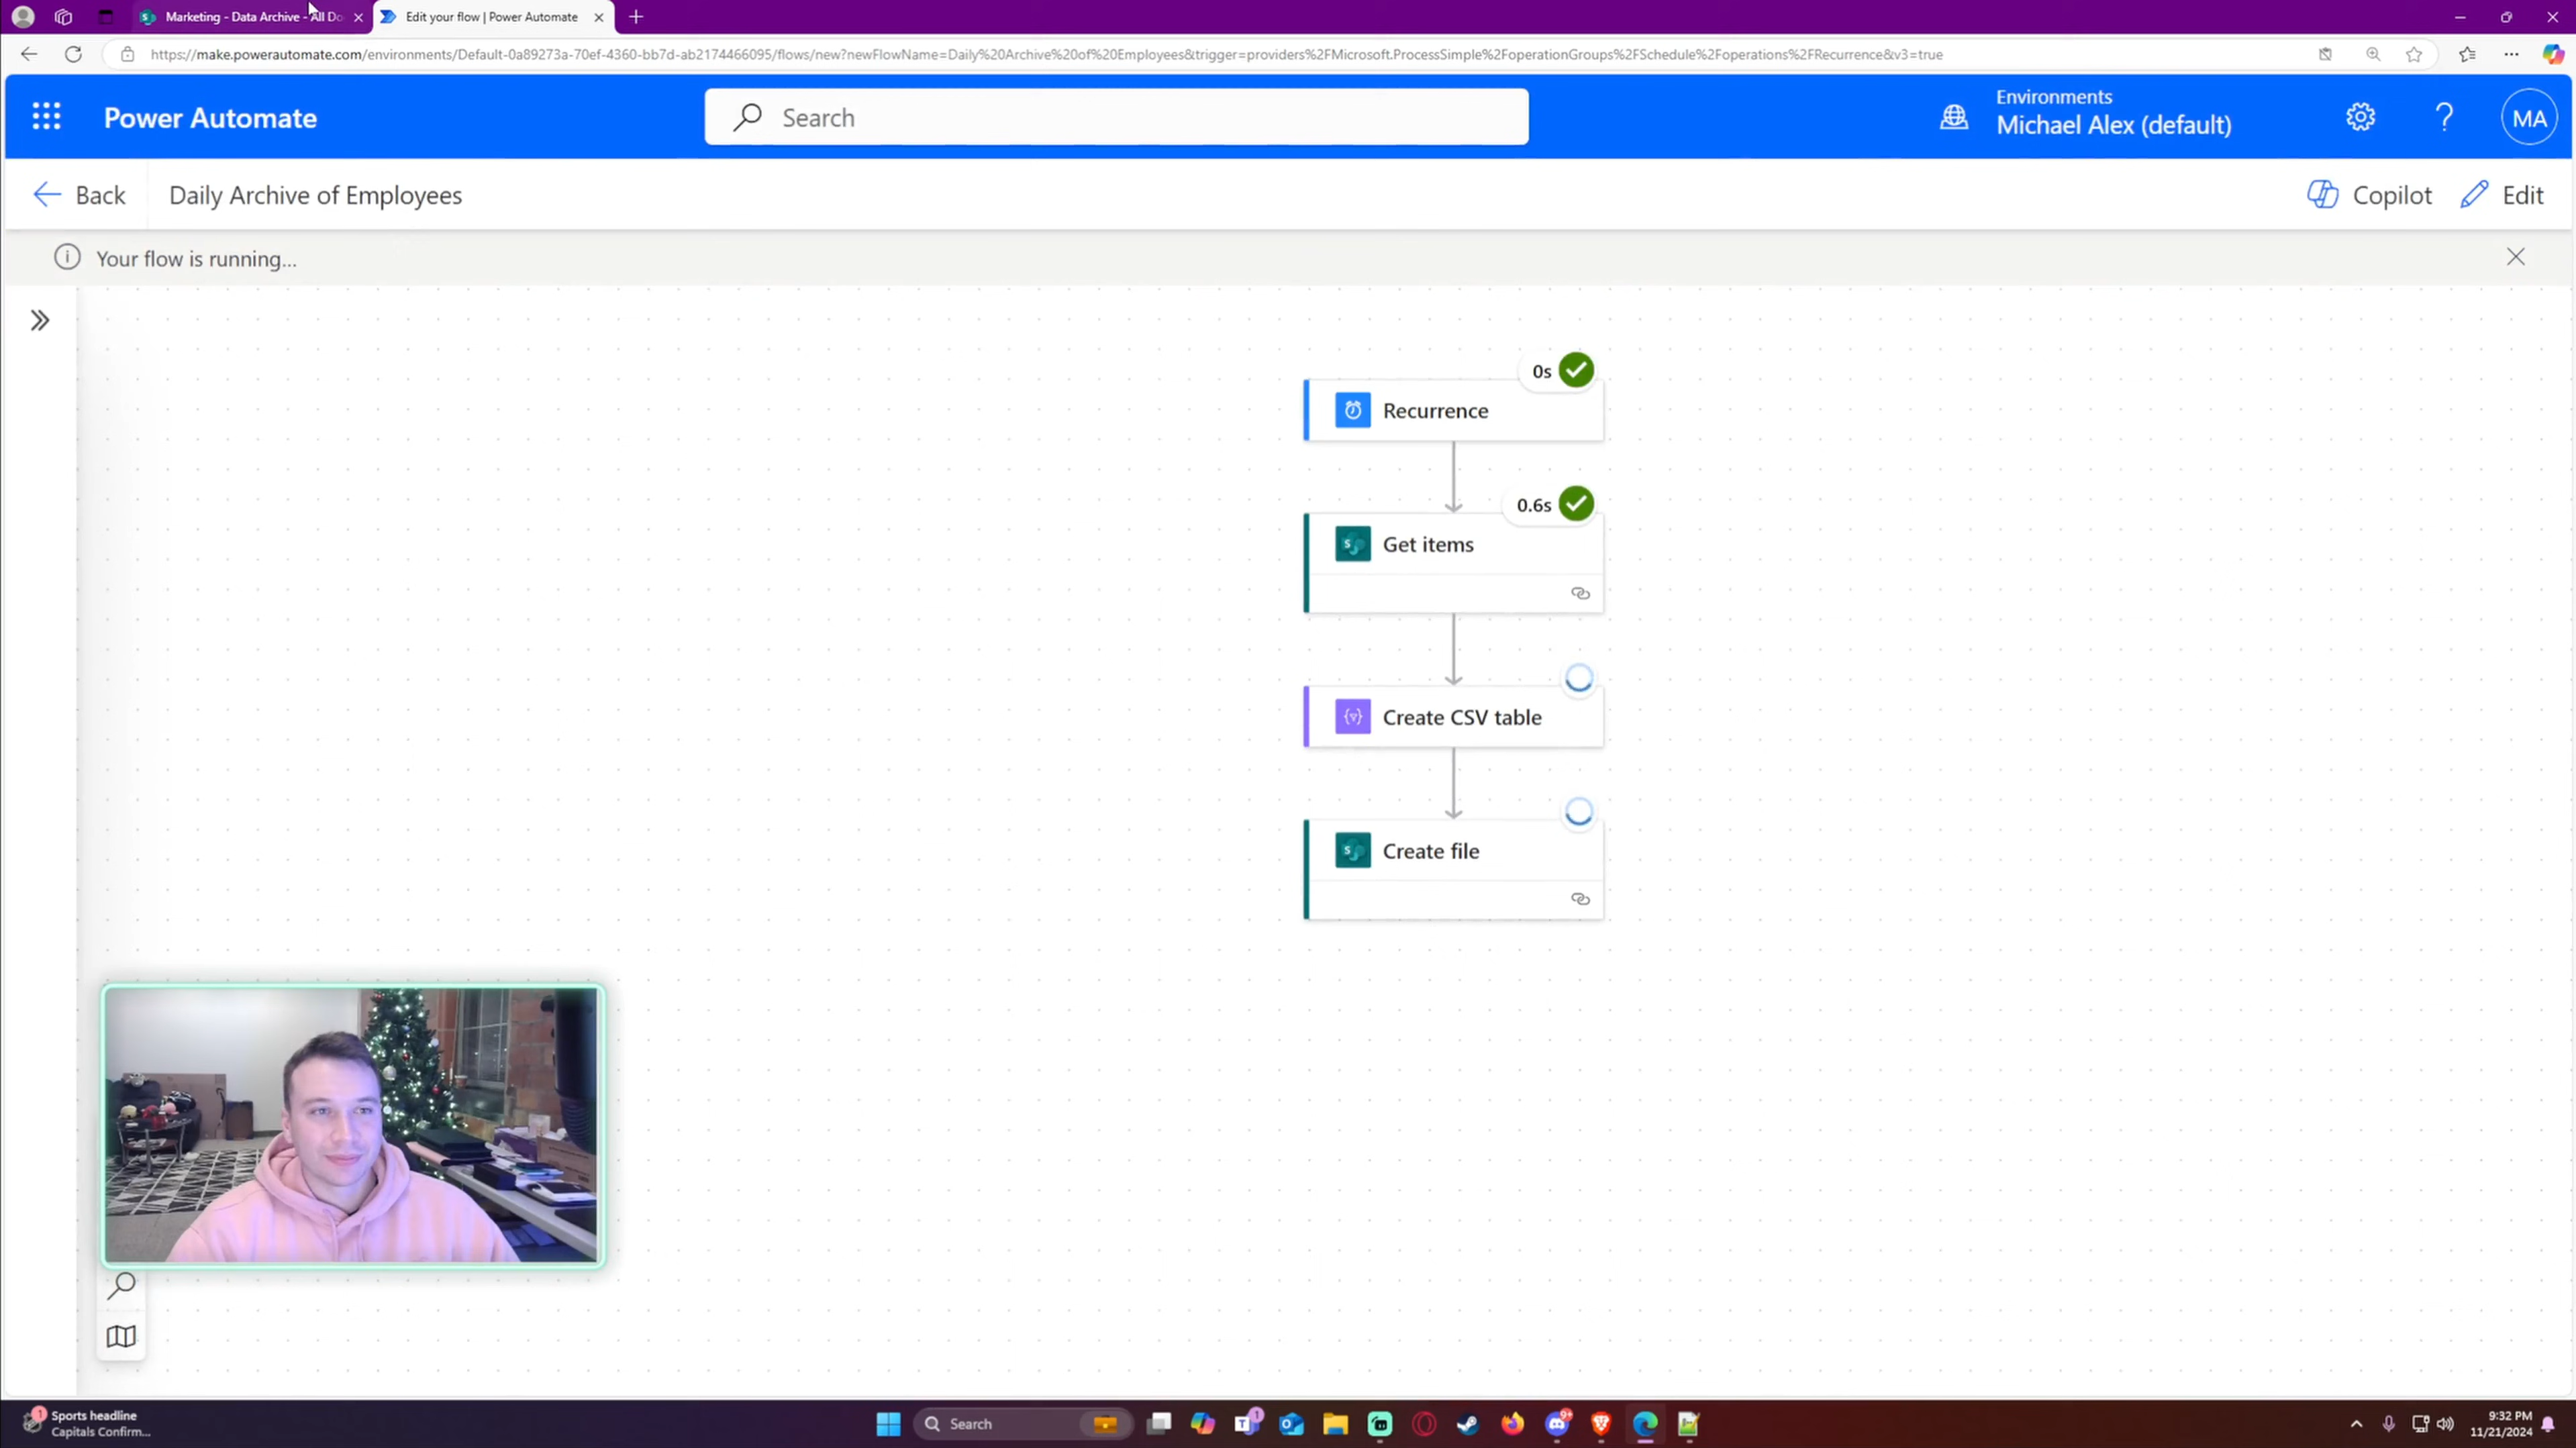 Marketing - Data Archive - All Do
Edit your flow | Power Automate
https://make.powerautomate.com/environments/Default-0a89273a-70ef-4360-bb7d-ab2174466095/flows/new?newFlowName=Daily%20Archive%20of%20Employees&trigger=providers%2FMicrosoft.ProcessSimple%2FoperationGroups%2FSchedule%2Foperations%2FRecurrence&v3=true
Power Automate
Search
Environments
Michael Alex (default)
?
MA
Back
Daily Archive of Employees
Copilot
Edit
Your flow is running...
0s
Recurrence
0.6s
Get items
Create CSV table
Create file
1
Sports headline
Capitals Confirm...
Search
1
9+
9:32 PM
11/21/2024